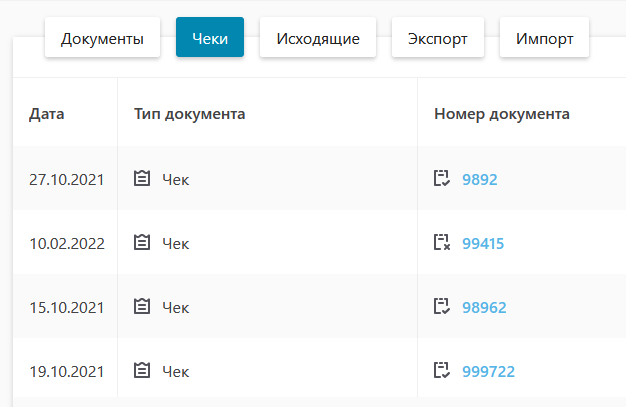 Документы Чеки Исходящие Экспорт Импорт
Дата Тип документа Номер документа
27.10.2021 Чек 9892
10.02.2022 Чек 99415
15.10.2021 Чек 98962
19.10.2021 Чек 999722